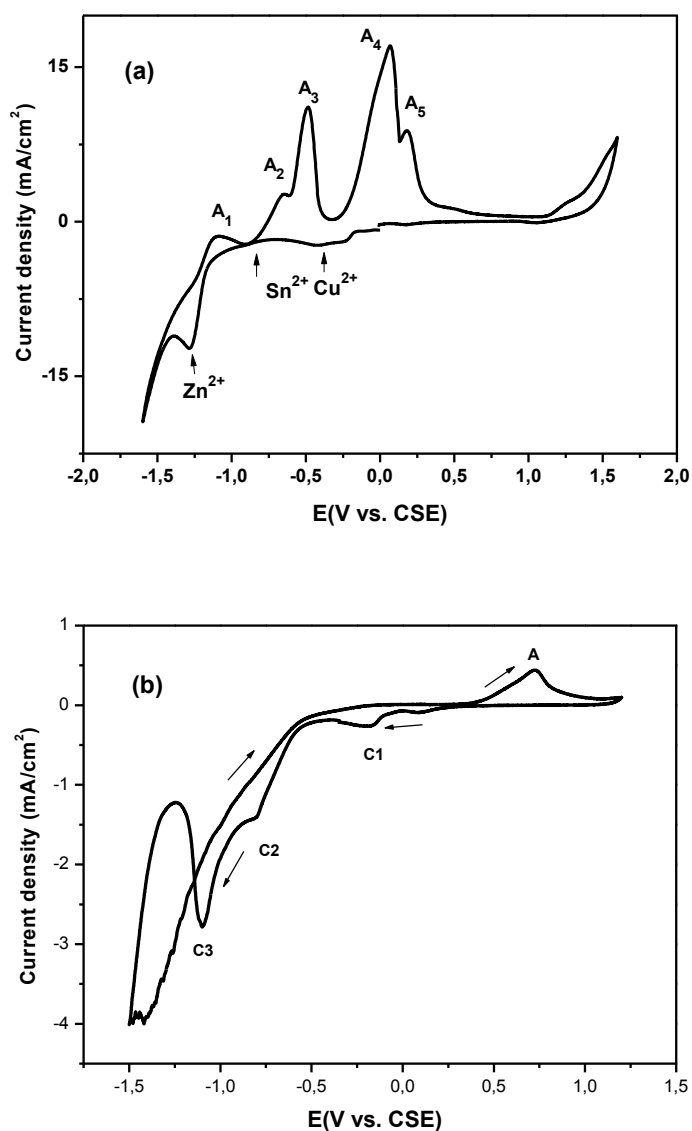 (a)
A4
A3
A5
A2
A1
Sn2+ Cu2+
Zn2+
15
0
-15
Current density (mA/cm2)
-2,0 -1,5 -1,0 -0,5 0,0 0,5 1,0 1,5 2,0
E(V vs. CSE)
(b)
A
C1
C2
C3
1
0
-1
-2
-3
-4
Current density (mA/cm2)
-1,5 -1,0 -0,5 0,0 0,5 1,0 1,5
E(V vs. CSE)